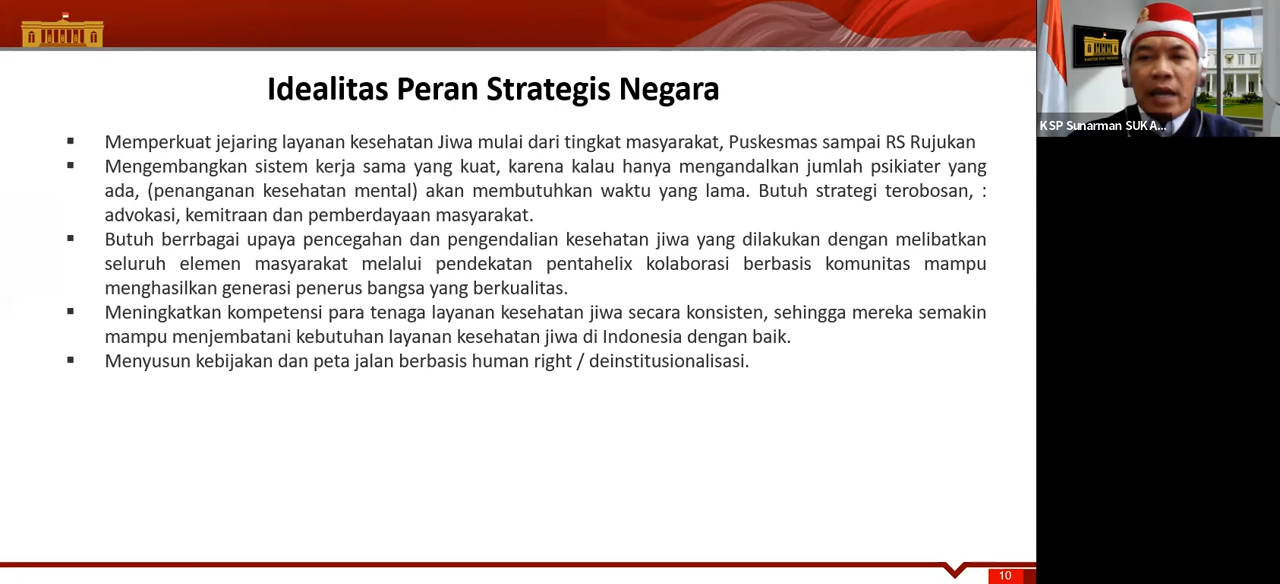 Idealitas Peran Strategis Negara
▪ Memperkuat jejaring layanan kesehatan Jiwa mulai dari tingkat masyarakat, Puskesmas sampai RS Rujukan
▪ Mengembangkan sistem kerja sama yang kuat, karena kalau hanya mengandalkan jumlah psikiater yang
ada, (penanganan kesehatan mental) akan membutuhkan waktu yang lama. Butuh strategi terobosan, :
advokasi, kemitraan dan pemberdayaan masyarakat.
▪ Butuh berrbagai upaya pencegahan dan pengendalian kesehatan jiwa yang dilakukan dengan melibatkan
seluruh elemen masyarakat melalui pendekatan pentahelix kolaborasi berbasis komunitas mampu
menghasilkan generasi penerus bangsa yang berkualitas.
▪ Meningkatkan kompetensi para tenaga layanan kesehatan jiwa secara konsisten, sehingga mereka semakin
mampu menjembatani kebutuhan layanan kesehatan jiwa di Indonesia dengan baik.
▪ Menyusun kebijakan dan peta jalan berbasis human right / deinstitusionalisasi.
10
KSP Sunarman SUKA...